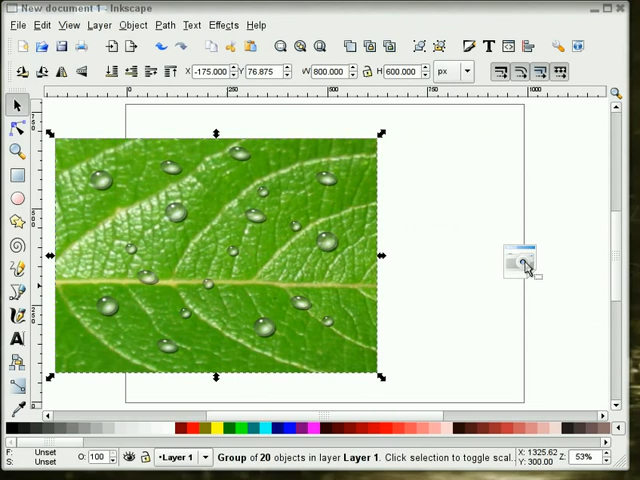 New document 1 - Inkscape
File Edit View Layer Object Path Text Effects Help
X -175.000 Y 76.875 W 800.000 H 600.000 px
0 250 500 750 1000
F: Unset
S: Unset
O: 100
•Layer 1
Group of 20 objects in layer Layer 1. Click selection to toggle scal..
X: 1325.62
Y: 300.00
Z: 53%